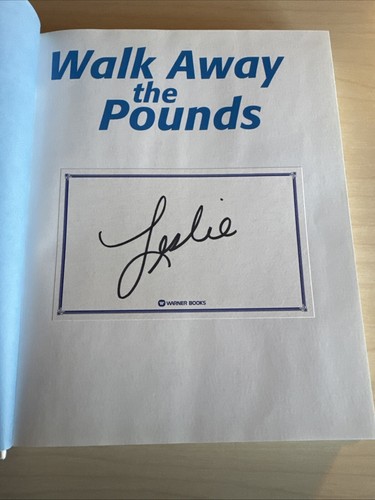 Walk Away
the
Pounds
Leslie
WARNER BOOKS